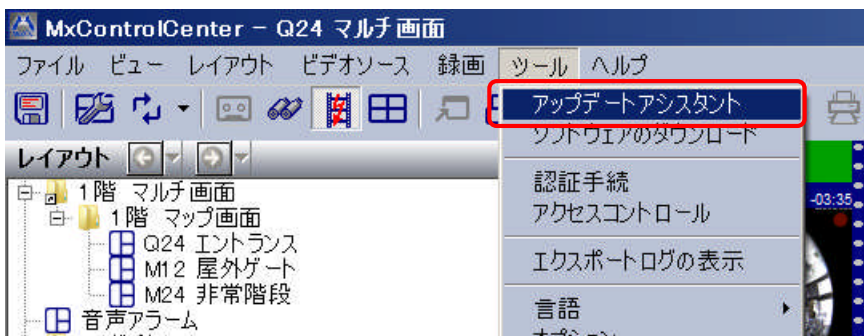 MxControlCenter - Q24 マルチ画面
ファイル ビュー レイアウト ビデオソース 録画 ツール ヘルプ
アップデートアシスタント
ソフトウェアのダウンロード
認証手続
アクセスコントロール
エクスポートログの表示
言語
オプション
レイアウト
1階 マルチ画面
1階 マップ画面
Q24 エントランス
M12 屋外ゲート
M24 非常階段
音声アラーム
-03:35